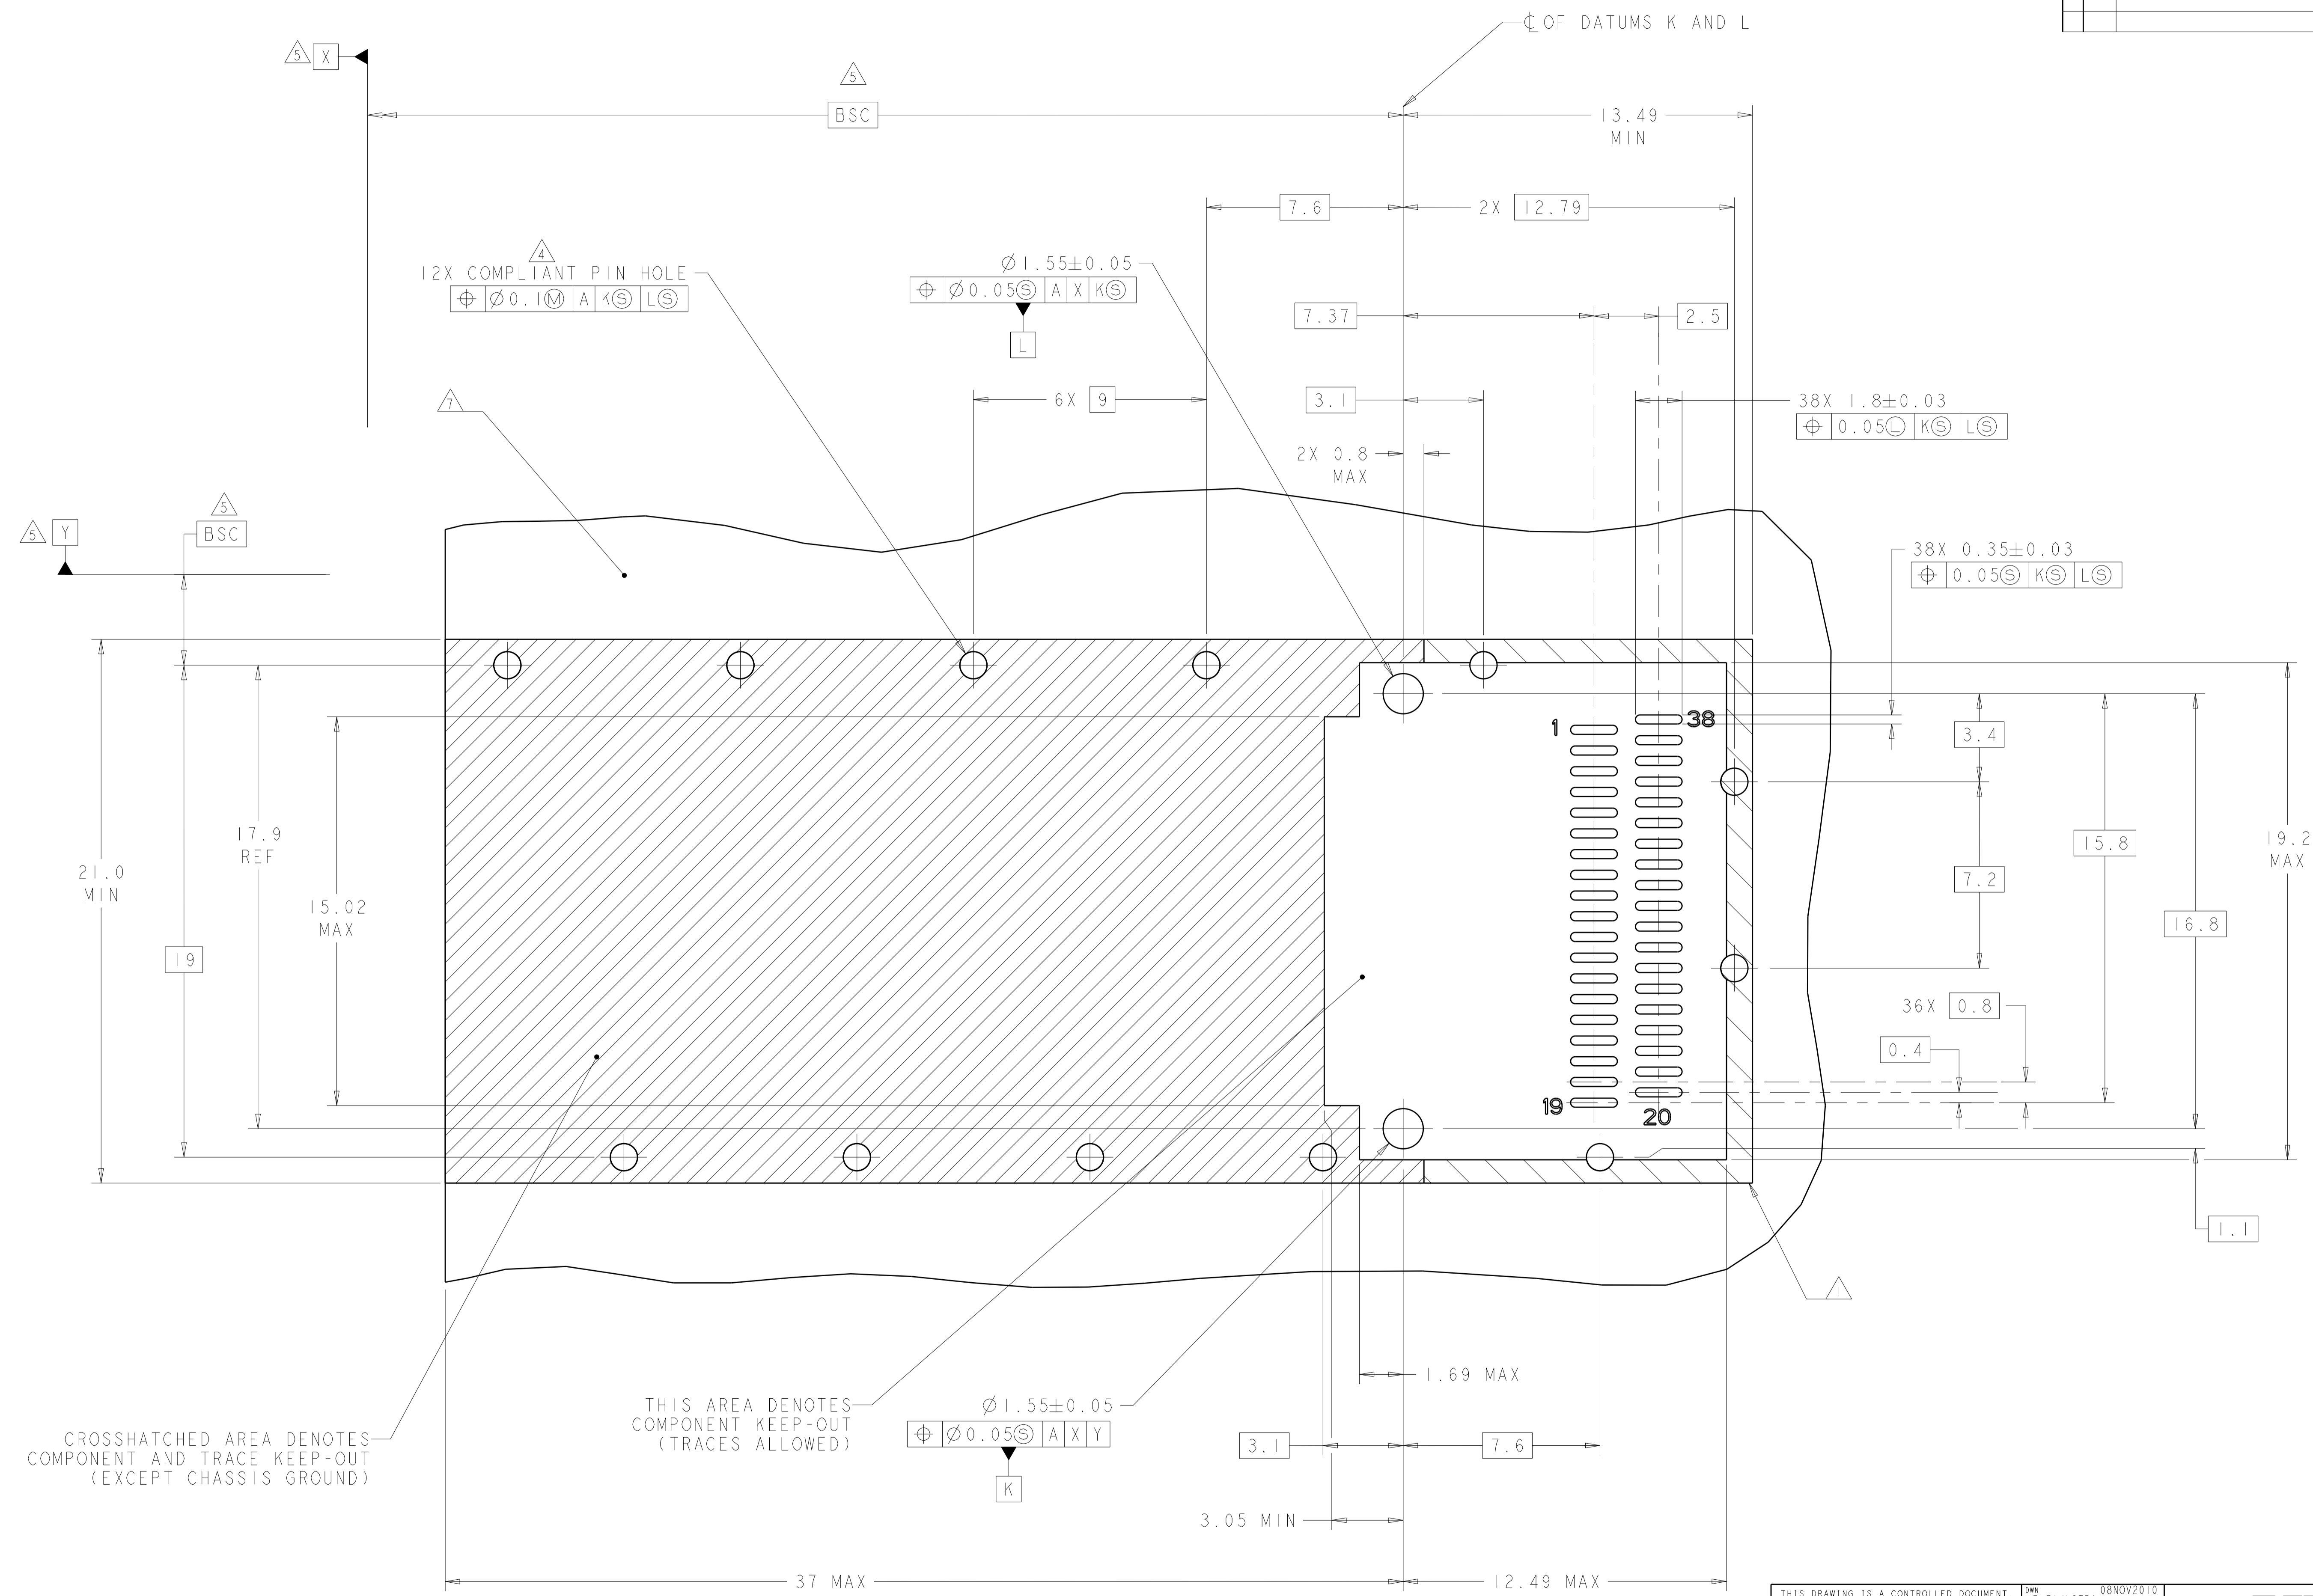 ℄ OF DATUMS K AND L
5 X
5
BSC
13.49
MIN
7.6
2X 12.79
4
12X COMPLIANT PIN HOLE
⌖ Ø0.1Ⓜ A KⓈ LⓈ
Ø1.55±0.05
⌖ Ø0.05Ⓢ A X KⓈ
L
7.37
2.5
7
6X 9
3.1
38X 1.8±0.03
⌖ 0.05Ⓛ KⓈ LⓈ
2X 0.8
MAX
5
5 Y
BSC
38X 0.35±0.03
⌖ 0.05Ⓢ KⓈ LⓈ
1
38
3.4
17.9
REF
15.8
19.2
MAX
21.0
MIN
7.2
15.02
MAX
16.8
19
36X 0.8
0.4
19
20
1.1
1
1.69 MAX
THIS AREA DENOTES
COMPONENT KEEP-OUT
(TRACES ALLOWED)
Ø1.55±0.05
⌖ Ø0.05Ⓢ A X Y
K
CROSSHATCHED AREA DENOTES
COMPONENT AND TRACE KEEP-OUT
(EXCEPT CHASSIS GROUND)
3.1
7.6
3.05 MIN
37 MAX
12.49 MAX
THIS DRAWING IS A CONTROLLED DOCUMENT
DWN 08NOV2010